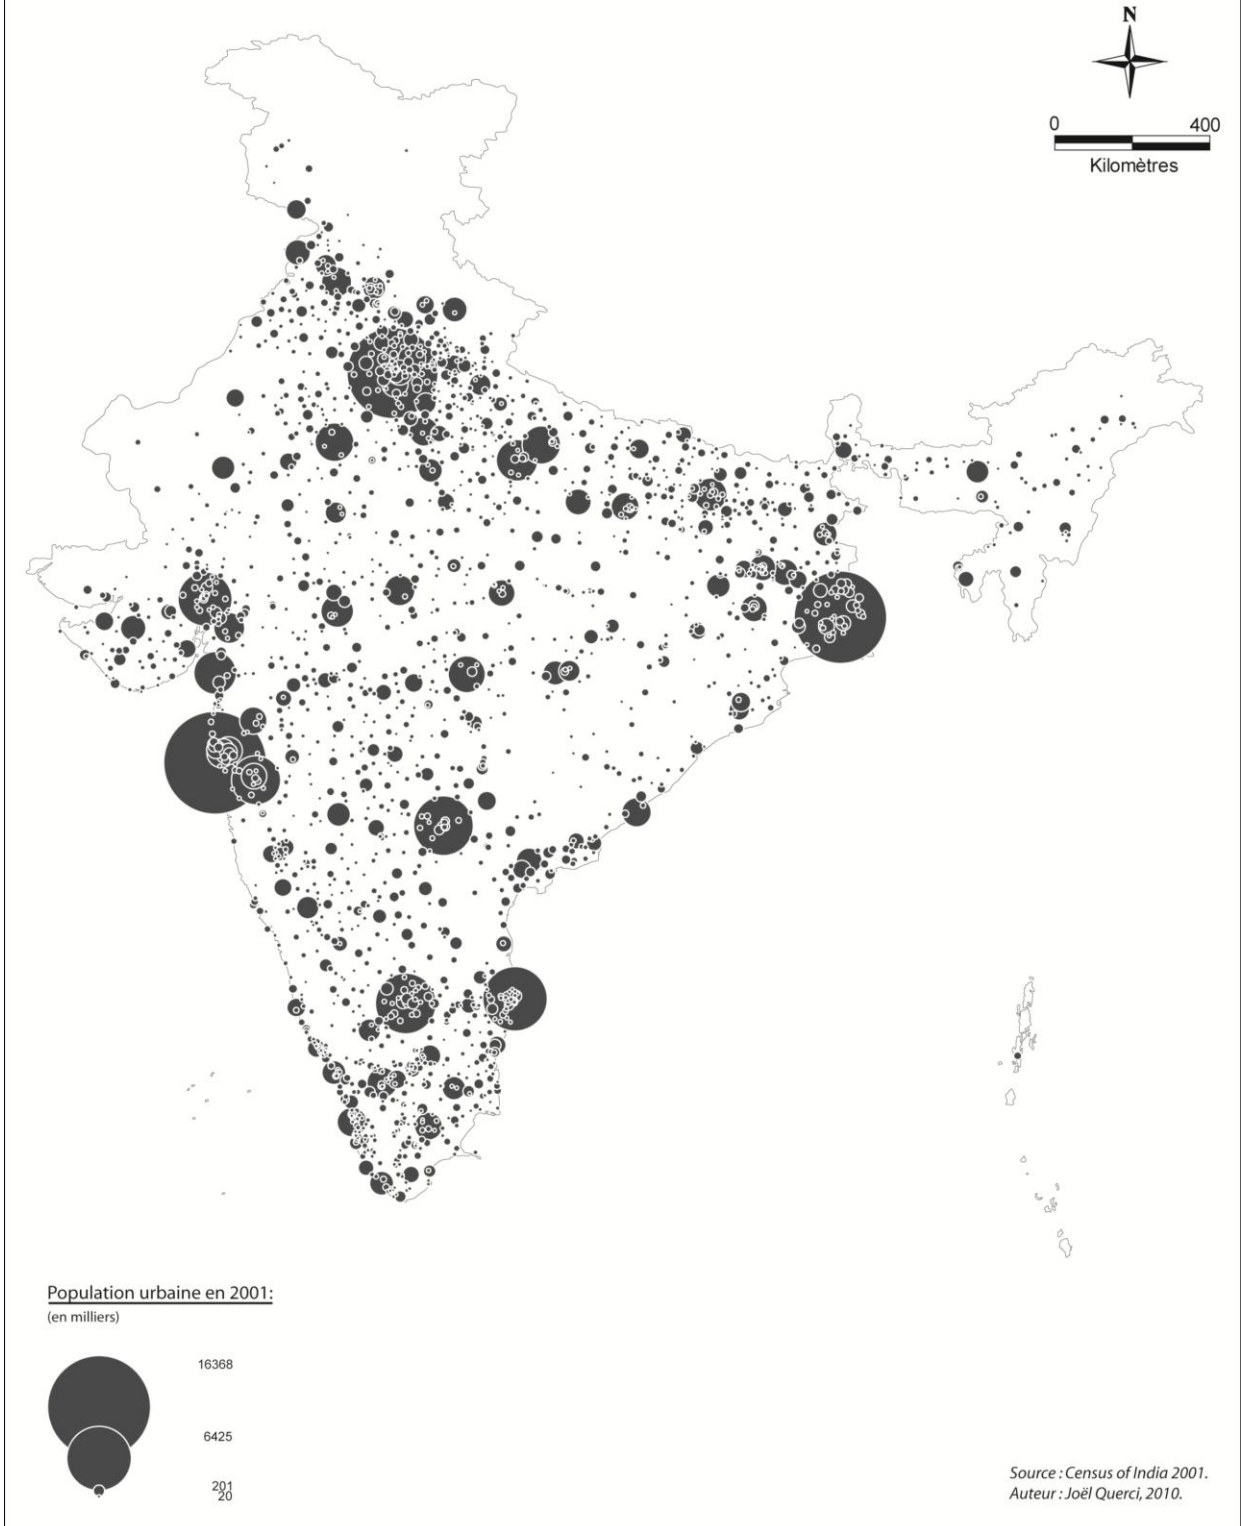 N
0 400
Kilomètres
Population urbaine en 2001:
(en milliers)
16368
6425
201
20
Source : Census of India 2001.
Auteur : Joël Querci, 2010.